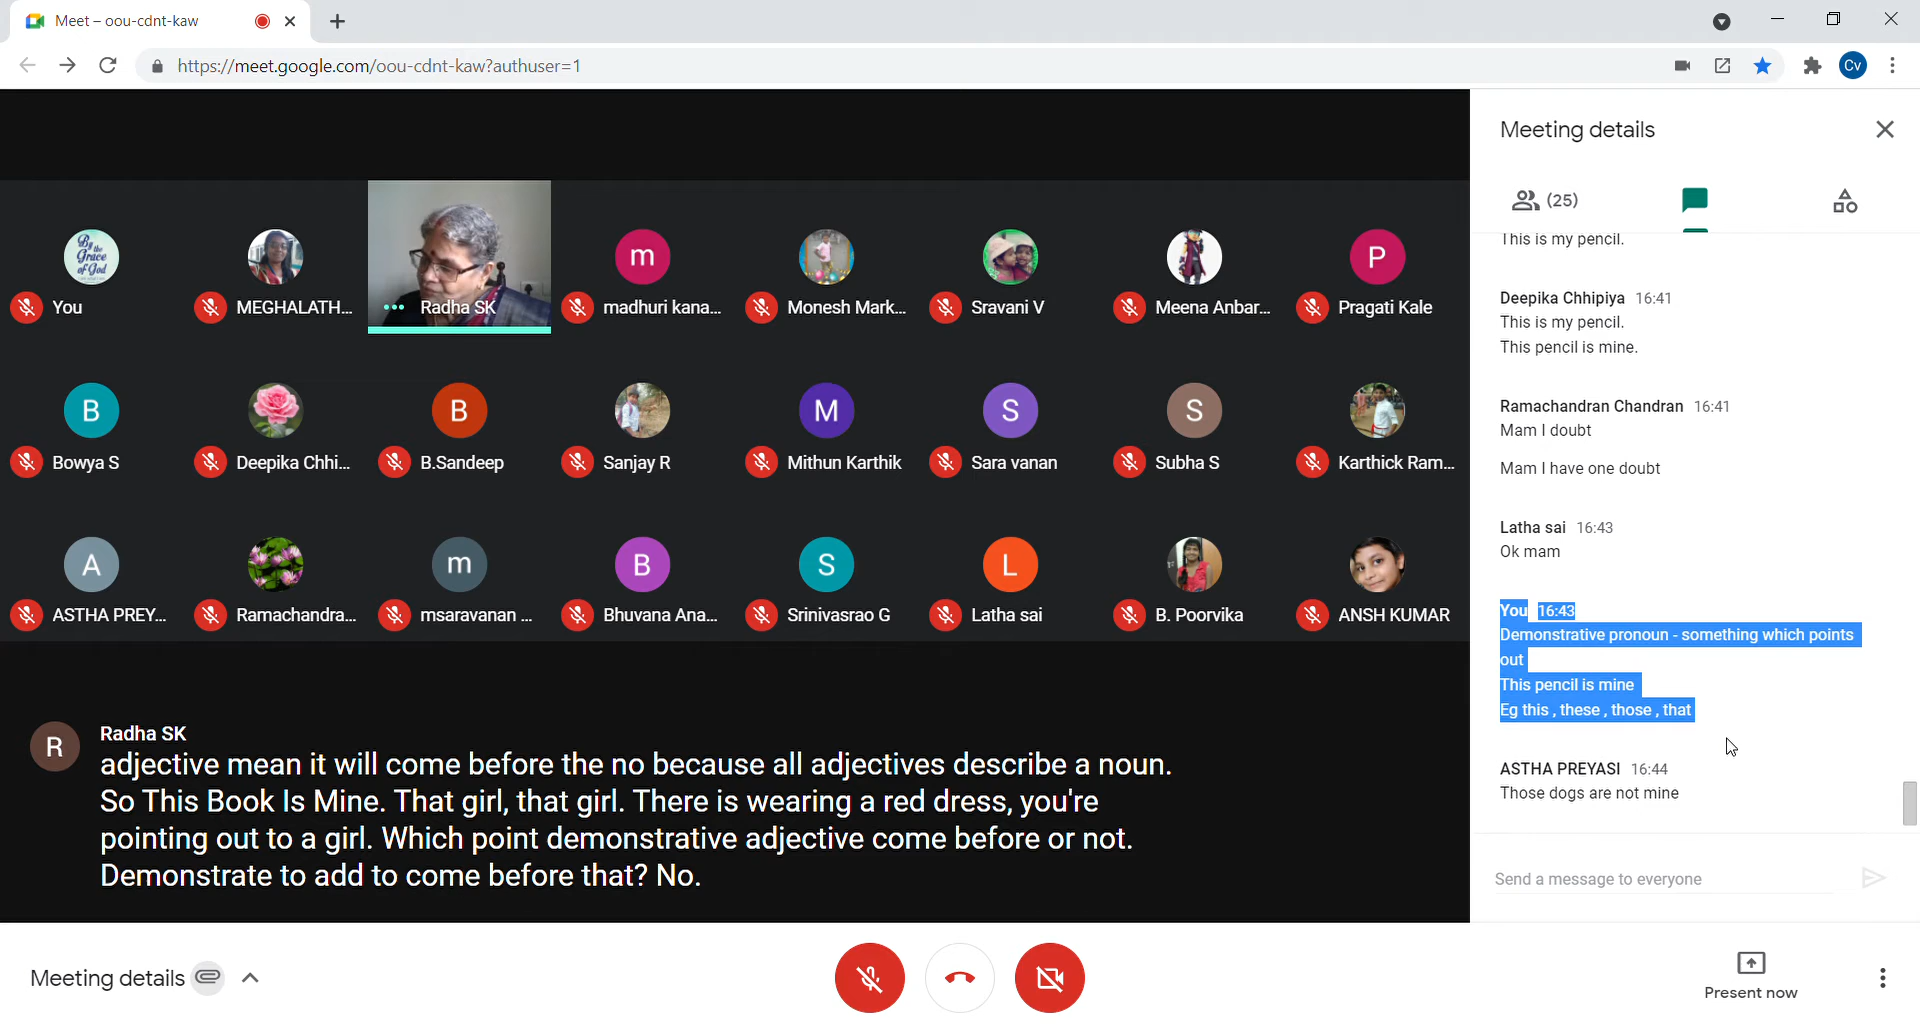 Meet – oou-cdnt-kaw
https://meet.google.com/oou-cdnt-kaw?authuser=1
Cv
By the
Grace
of God
You
MEGHALATH...
Radha SK
m
madhuri kana...
Monesh Mark...
Sravani V
Meena Anbar...
P
Pragati Kale
B
Bowya S
Deepika Chhi...
B
B.Sandeep
Sanjay R
M
Mithun Karthik
S
Sara vanan
S
Subha S
Karthick Ram...
A
ASTHA PREY...
Ramachandra...
m
msaravanan ...
B
Bhuvana Ana...
S
Srinivasrao G
L
Latha sai
B. Poorvika
ANSH KUMAR
R
Radha SK
adjective mean it will come before the no because all adjectives describe a noun.
So This Book Is Mine. That girl, that girl. There is wearing a red dress, you're
pointing out to a girl. Which point demonstrative adjective come before or not.
Demonstrate to add to come before that? No.
Meeting details
(25)
This is my pencil.
Deepika Chhipiya 16:41
This is my pencil.
This pencil is mine.
Ramachandran Chandran 16:41
Mam I doubt
Mam I have one doubt
Latha sai 16:43
Ok mam
You 16:43
Demonstrative pronoun - something which points
out
This pencil is mine
Eg this , these , those , that
ASTHA PREYASI 16:44
Those dogs are not mine
Send a message to everyone
Meeting details
Present now